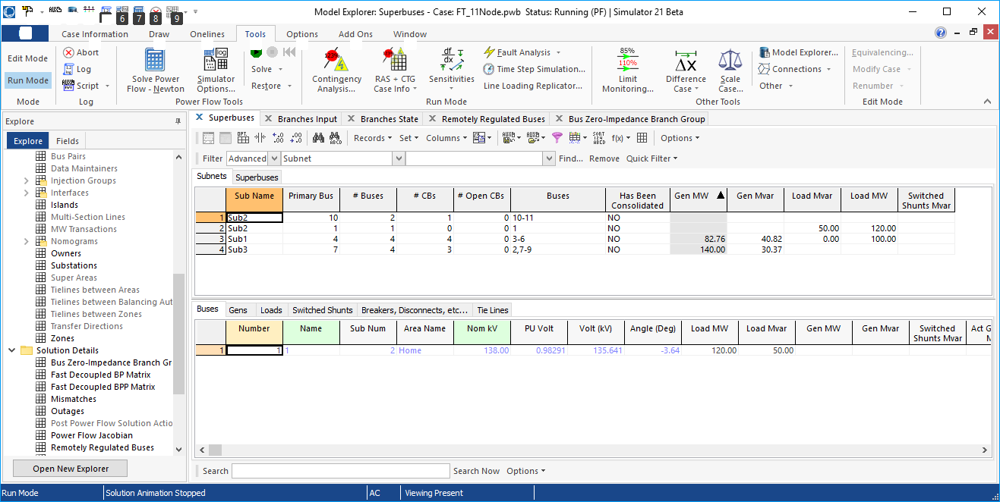 Model Explorer: Superbuses - Case: FT_11Node.pwb Status: Running (PF) | Simulator 21 Beta
6 7 8 9
Case Information Draw Onelines Tools Options Add Ons Window
Edit Mode
Run Mode
Mode
Abort
Log
Script
Log
Solve Power Flow - Newton
Simulator Options...
Solve
Restore
Power Flow Tools
Contingency Analysis...
RAS + CTG Case Info
Sensitivities
Fault Analysis
Time Step Simulation...
Line Loading Replicator...
Run Mode
85%
110%
Limit Monitoring...
Difference Case
Scale Case...
Model Explorer...
Connections
Other
Other Tools
Equivalencing...
Modify Case
Renumber
Edit Mode
Explore
Explore Fields
Bus Pairs
Data Maintainers
Injection Groups
Interfaces
Islands
Multi-Section Lines
MW Transactions
Nomograms
Owners
Substations
Super Areas
Tielines between Areas
Tielines between Balancing Aut
Tielines between Zones
Transfer Directions
Zones
Solution Details
Bus Zero-Impedance Branch Gr
Fast Decoupled BP Matrix
Fast Decoupled BPP Matrix
Mismatches
Outages
Post Power Flow Solution Actio
Power Flow Jacobian
Remotely Regulated Buses
Open New Explorer
X Superbuses X Branches Input X Branches State X Remotely Regulated Buses X Bus Zero-Impedance Branch Group
Records Set Columns f(x) Options
Filter Advanced Subnet Find... Remove Quick Filter
Subnets Superbuses
Sub Name Primary Bus # Buses # CBs # Open CBs Buses Has Been Consolidated Gen MW Gen Mvar Load Mvar Load MW Switched Shunts Mvar
1 Sub2 10 2 1 0 10-11 NO
2 Sub2 1 1 0 0 1 NO 50.00 120.00
3 Sub1 4 4 4 0 3-6 NO 82.76 40.82 0.00 100.00
4 Sub3 7 4 3 0 2,7-9 NO 140.00 30.37
Buses Gens Loads Switched Shunts Breakers, Disconnects, etc... Tie Lines
Number Name Sub Num Area Name Nom kV PU Volt Volt (kV) Angle (Deg) Load MW Load Mvar Gen MW Gen Mvar Switched Shunts Mvar Act G M
1 1 1 2 Home 138.00 0.98291 135.641 -3.64 120.00 50.00
Search Search Now Options
Run Mode Solution Animation Stopped AC Viewing Present